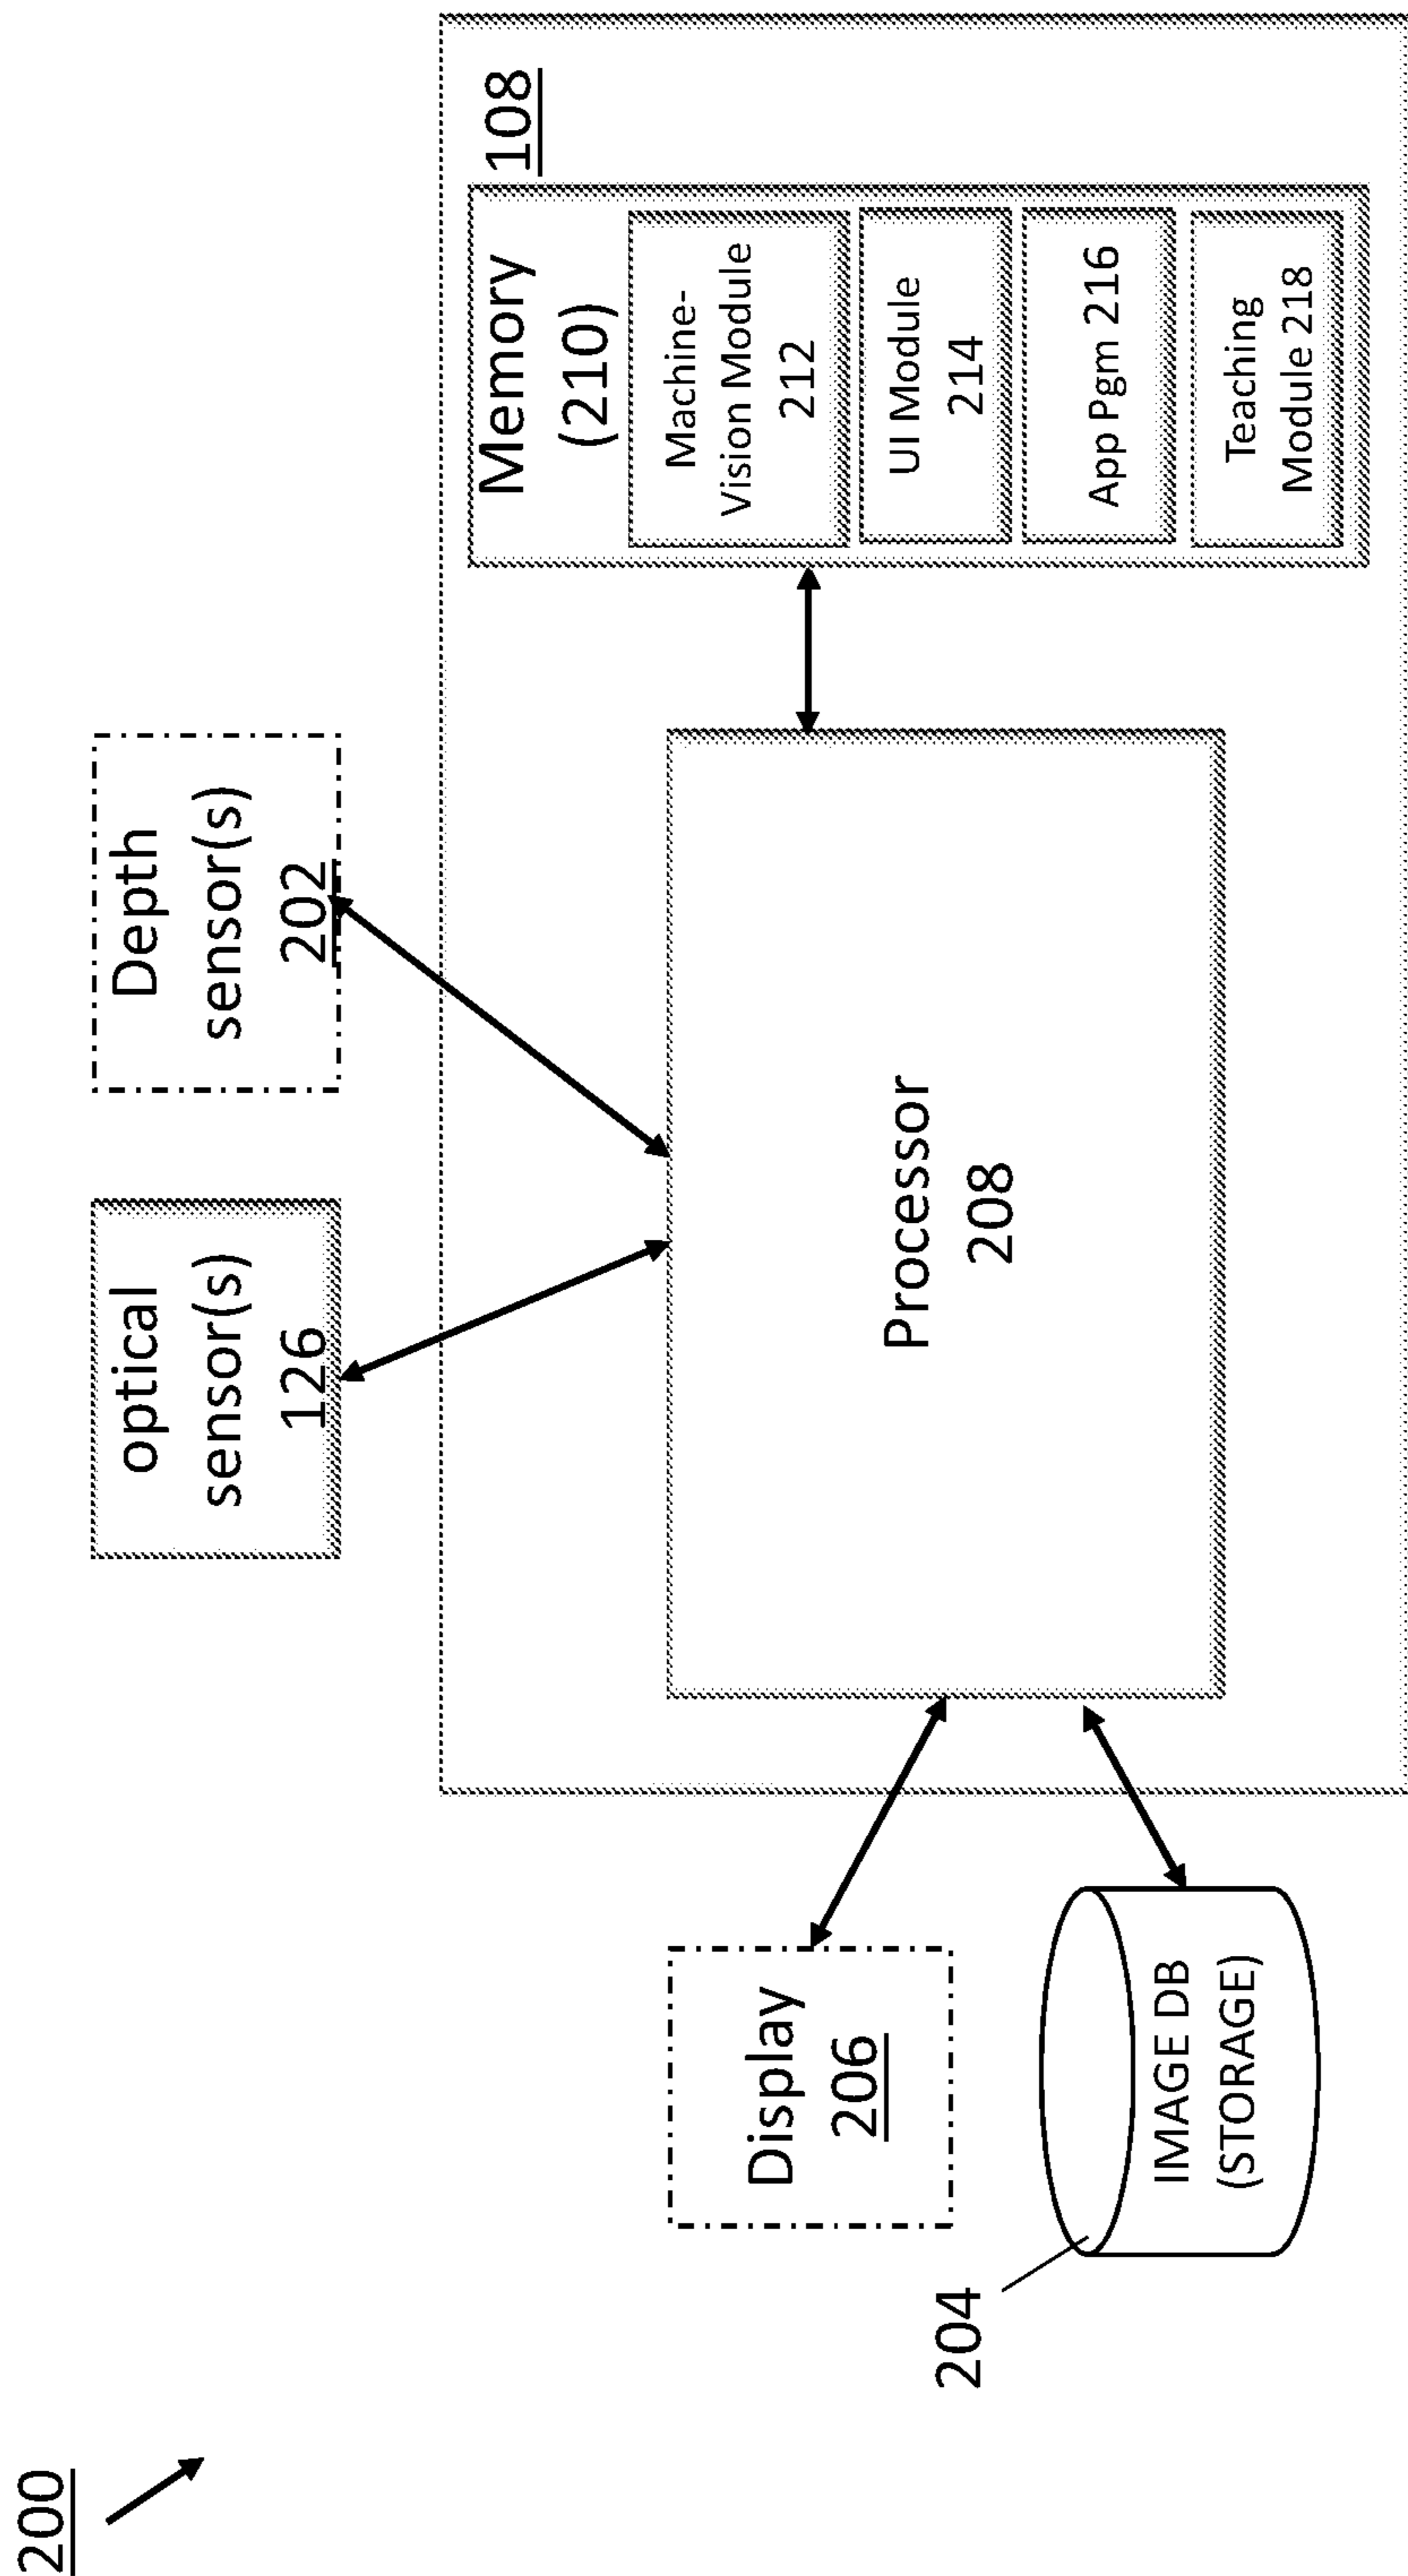 200
optical
sensor(s)
126
Depth
sensor(s)
202
108
Display
206
204
IMAGE DB
(STORAGE)
Processor
208
Memory
(210)
Machine-
Vision Module
212
UI Module
214
App Pgm 216
Teaching
Module 218